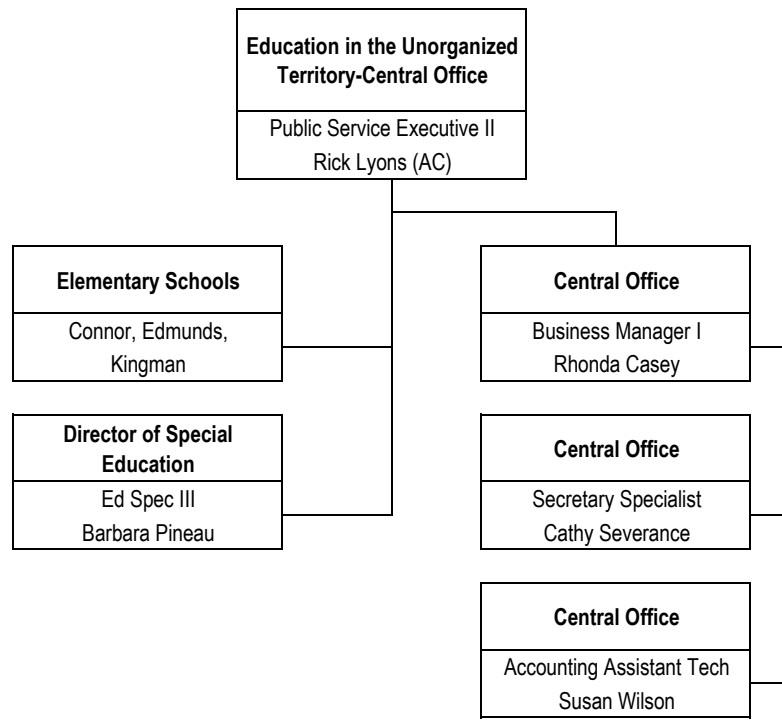 Education in the Unorganized
Territory-Central Office
Public Service Executive II
Rick Lyons (AC)
Elementary Schools
Connor, Edmunds,
Kingman
Central Office
Business Manager I
Rhonda Casey
Director of Special
Education
Ed Spec III
Barbara Pineau
Central Office
Secretary Specialist
Cathy Severance
Central Office
Accounting Assistant Tech
Susan Wilson